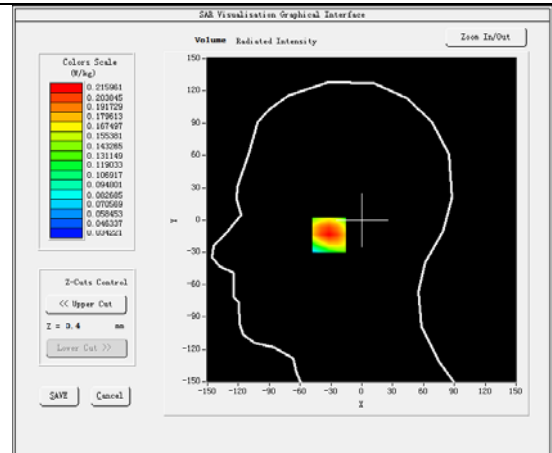 SAR Visualisation Graphical Interface
Volume Radiated Intensity
Zoom In/Out
Colors Scale
(W/kg)
0.215961
0.203845
0.191729
0.179613
0.167497
0.155381
0.143265
0.131149
0.119033
0.106917
0.094801
0.082685
0.070569
0.058453
0.046337
0.034221
Z-Cuts Control
<< Upper Cut
Z = 0.4 mm
Lower Cut >>
SAVE Cancel
150
120
90
60
30
Y 0
-30
-60
-90
-120
-150
-150 -120 -90 -60 -30 0 30 60 90 120 150
X